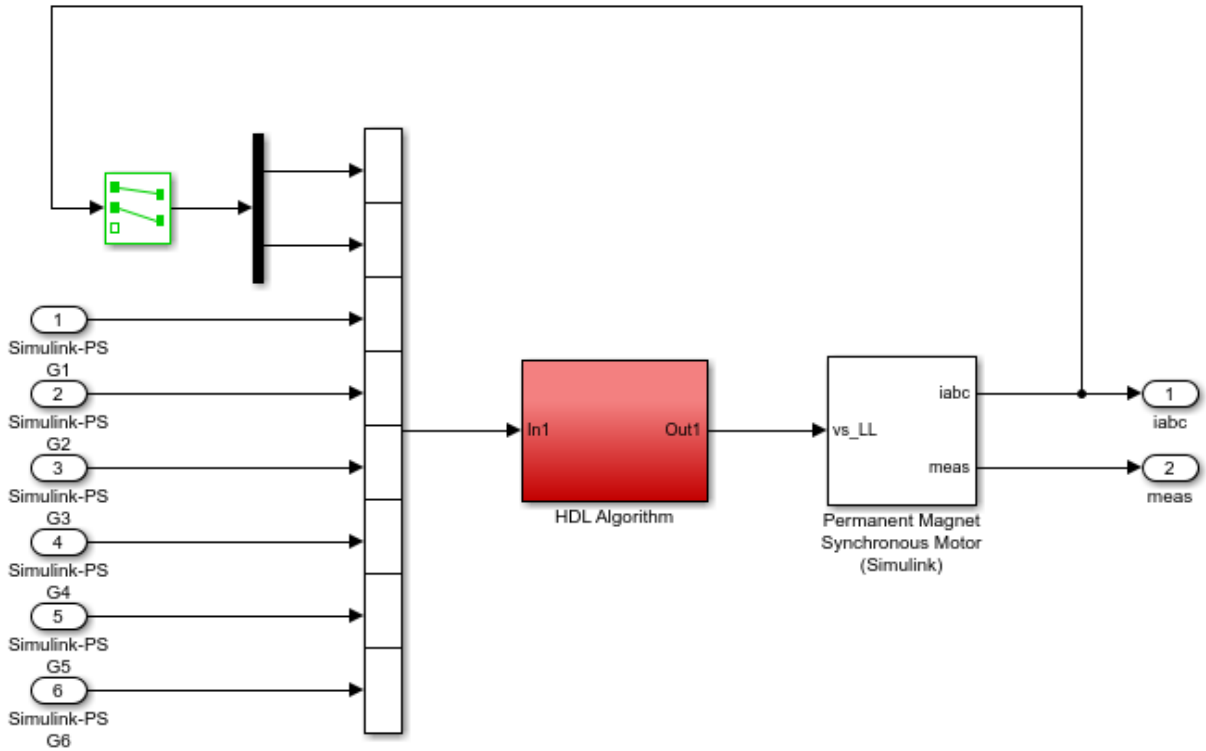 1
Simulink-PS
G1
2
Simulink-PS
G2
3
Simulink-PS
G3
4
Simulink-PS
G4
5
Simulink-PS
G5
6
Simulink-PS
G6
In1
Out1
HDL Algorithm
vs_LL
iabc
meas
Permanent Magnet
Synchronous Motor
(Simulink)
1
iabc
2
meas